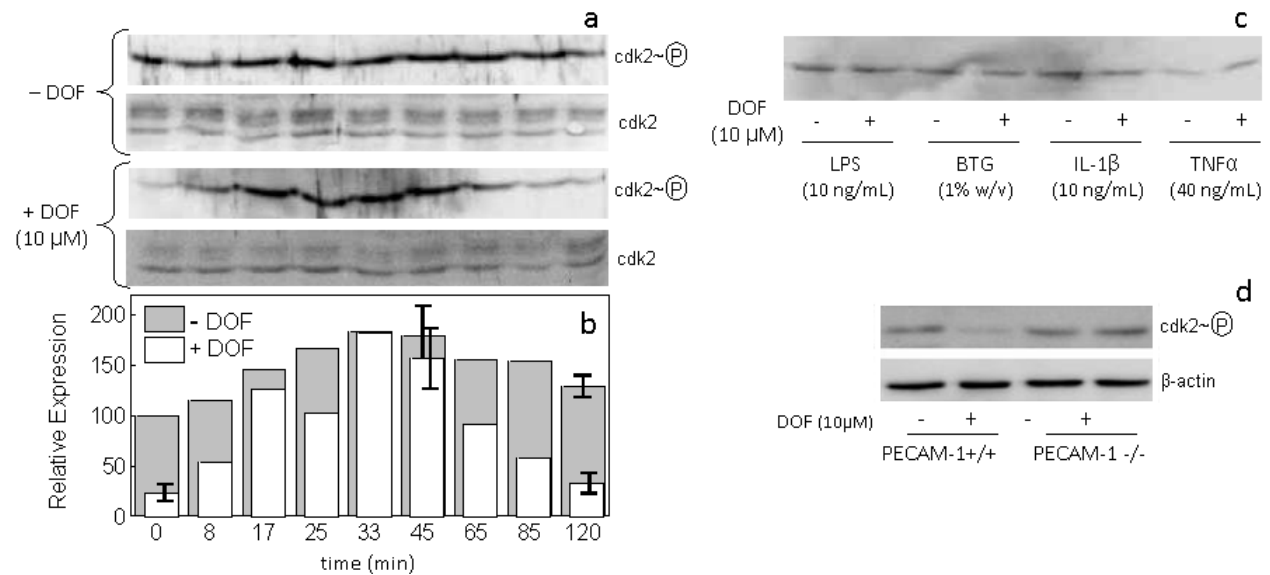 a
– DOF
cdk2~P
cdk2
+ DOF
(10 µM)
cdk2~P
cdk2
b
Relative Expression
200
150
100
50
0
- DOF
+ DOF
0 8 17 25 33 45 65 85 120
time (min)
c
DOF
(10 µM)
- + - + - + - +
LPS BTG IL-1β TNFα
(10 ng/mL) (1% w/v) (10 ng/mL) (40 ng/mL)
d
cdk2~P
β-actin
DOF (10µM) - + - +
PECAM-1+/+ PECAM-1 -/-